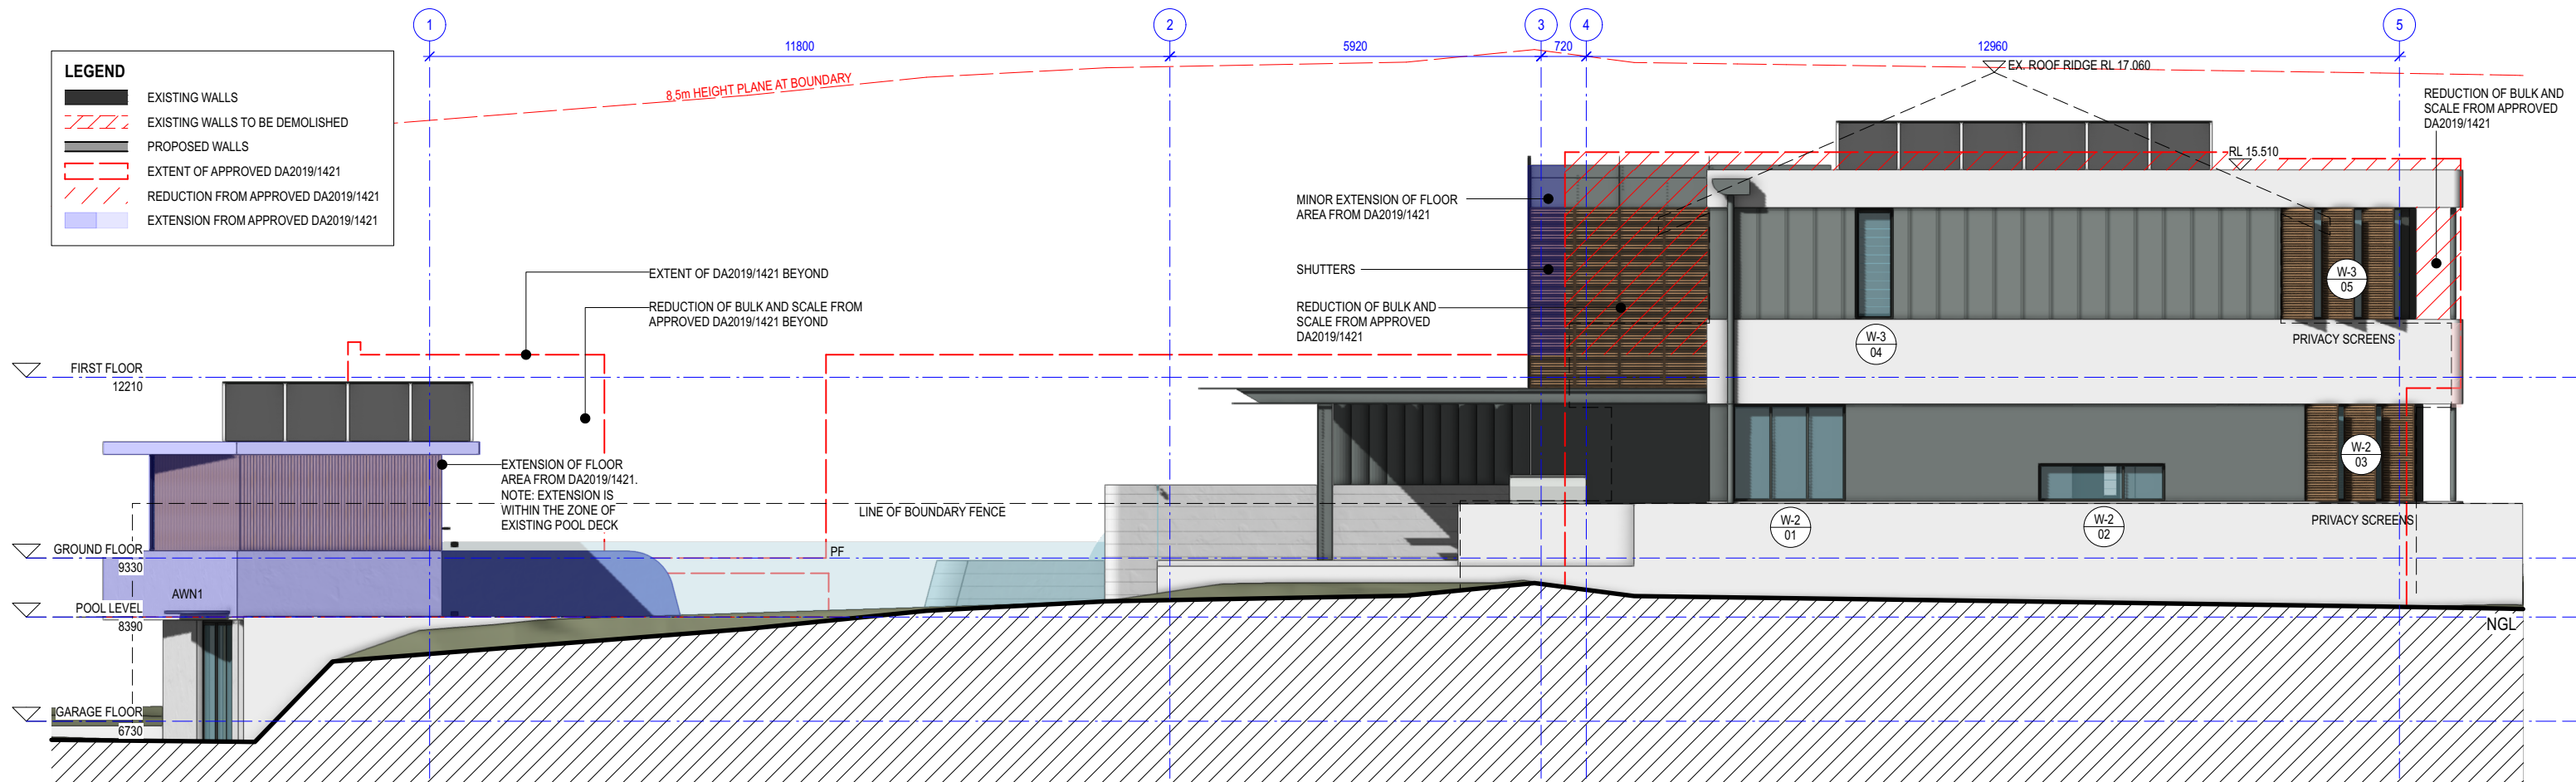 1
2
3
4
5
11800
5920
720
12960
LEGEND
EXISTING WALLS
EXISTING WALLS TO BE DEMOLISHED
PROPOSED WALLS
EXTENT OF APPROVED DA2019/1421
REDUCTION FROM APPROVED DA2019/1421
EXTENSION FROM APPROVED DA2019/1421
8.5m HEIGHT PLANE AT BOUNDARY
EX. ROOF RIDGE RL 17.060
REDUCTION OF BULK AND
SCALE FROM APPROVED
DA2019/1421
RL 15.510
MINOR EXTENSION OF FLOOR
AREA FROM DA2019/1421
SHUTTERS
REDUCTION OF BULK AND
SCALE FROM APPROVED
DA2019/1421
EXTENT OF DA2019/1421 BEYOND
REDUCTION OF BULK AND SCALE FROM
APPROVED DA2019/1421 BEYOND
W-3
05
W-3
04
PRIVACY SCREENS
FIRST FLOOR
12210
EXTENSION OF FLOOR
AREA FROM DA2019/1421.
NOTE: EXTENSION IS
WITHIN THE ZONE OF
EXISTING POOL DECK
LINE OF BOUNDARY FENCE
W-2
03
W-2
01
W-2
02
PRIVACY SCREENS
GROUND FLOOR
9330
PF
AWN1
POOL LEVEL
8390
NGL
GARAGE FLOOR
6730